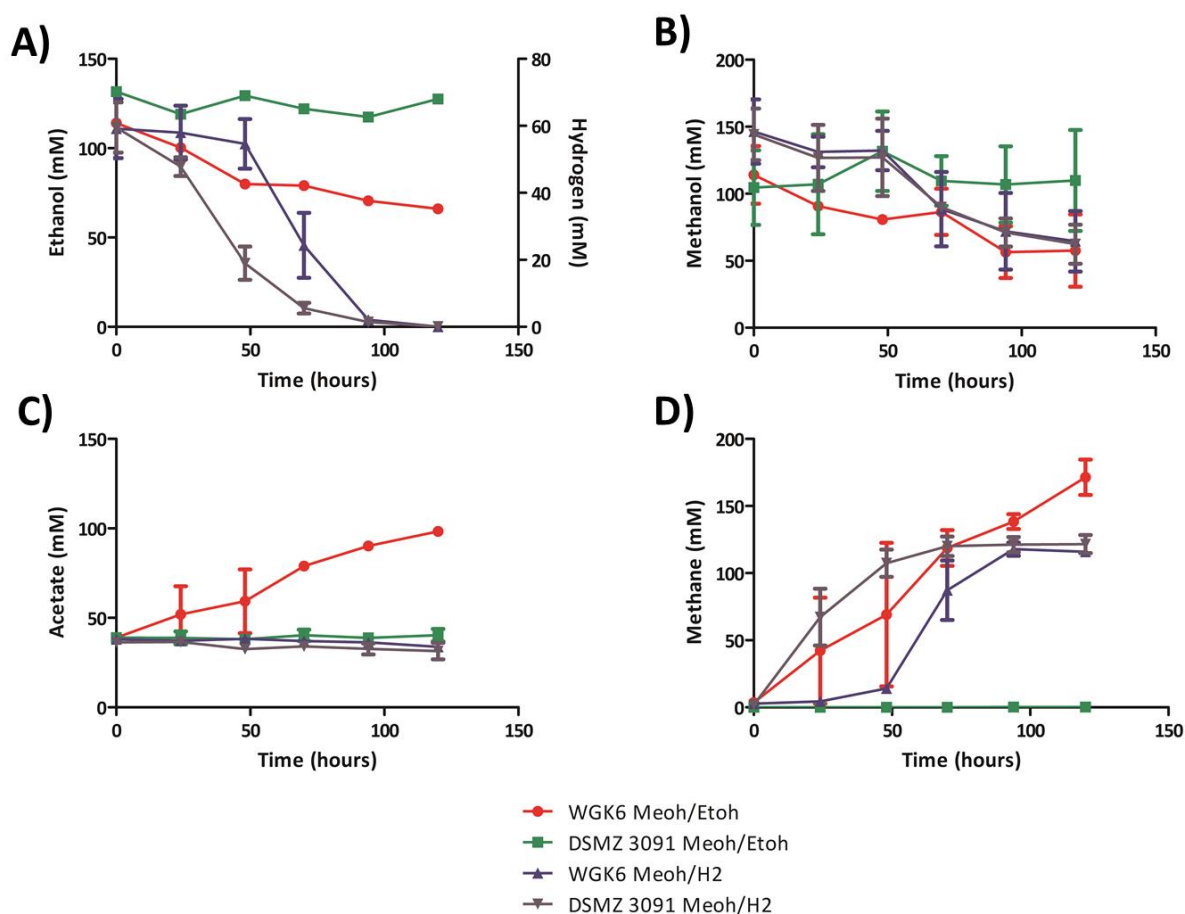 A)
150
100
50
0
Ethanol (mM)
80
60
40
20
0
Hydrogen (mM)
0
50
100
150
Time (hours)
B)
200
150
100
50
0
Methanol (mM)
0
50
100
150
Time (hours)
C)
150
100
50
0
Acetate (mM)
0
50
100
150
Time (hours)
D)
200
150
100
50
0
Methane (mM)
0
50
100
150
Time (hours)
WGK6 Meoh/Etoh
DSMZ 3091 Meoh/Etoh
WGK6 Meoh/H2
DSMZ 3091 Meoh/H2